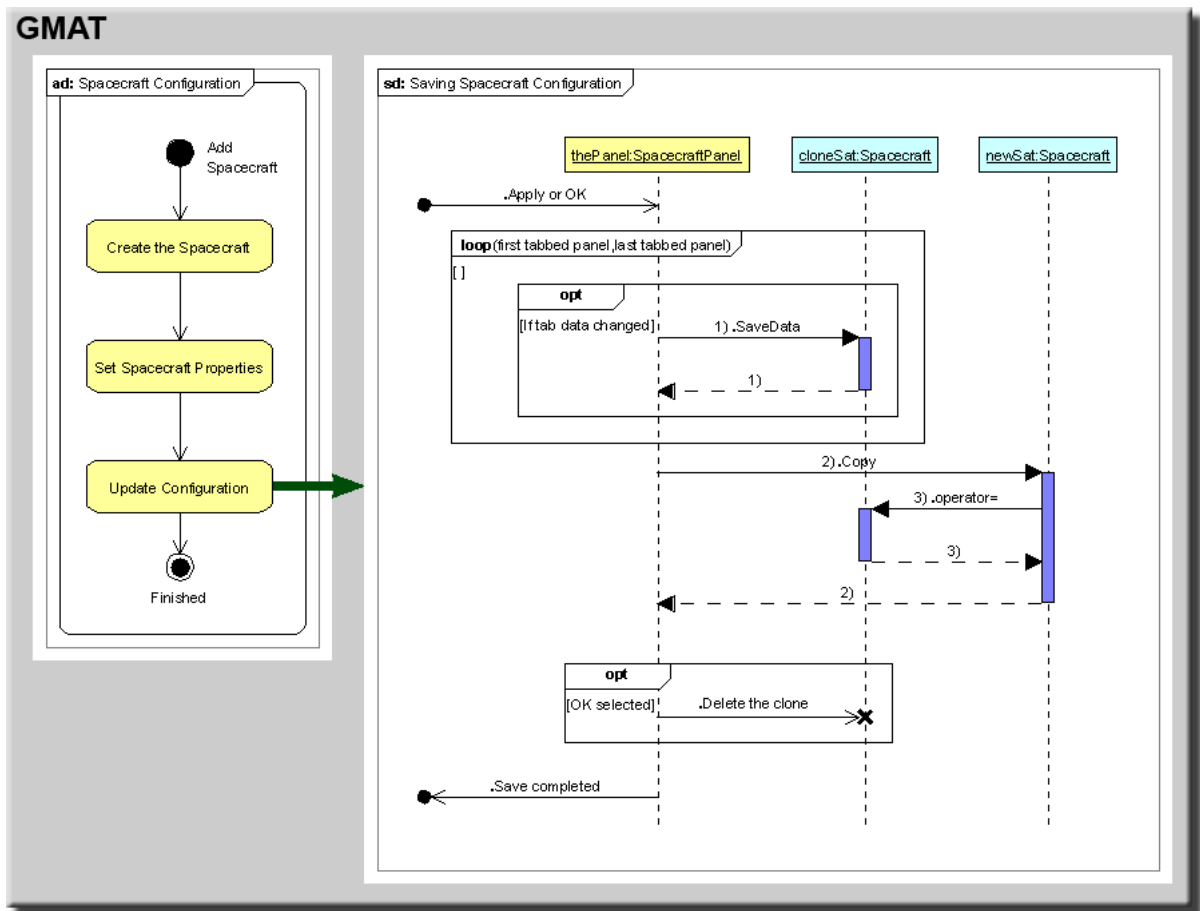 GMAT
ad: Spacecraft Configuration
Add
Spacecraft
Create the Spacecraft
Set Spacecraft Properties
Update Configuration
Finished
sd: Saving Spacecraft Configuration
thePanel:SpacecraftPanel
cloneSat:Spacecraft
newSat:Spacecraft
.Apply or OK
loop(first tabbed panel,last tabbed panel)
[ ]
opt
[If tab data changed]
1) .SaveData
1)
2) .Copy
3) .operator=
3)
2)
opt
[OK selected]
.Delete the clone
.Save completed